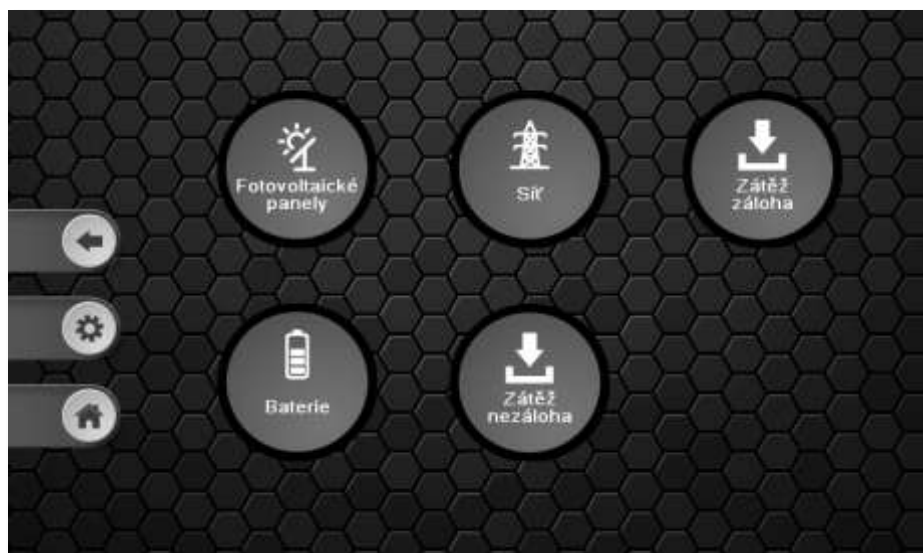 Fotovoltaické
panely
Síť
Zátěž
záloha
Baterie
Zátěž
nezáloha